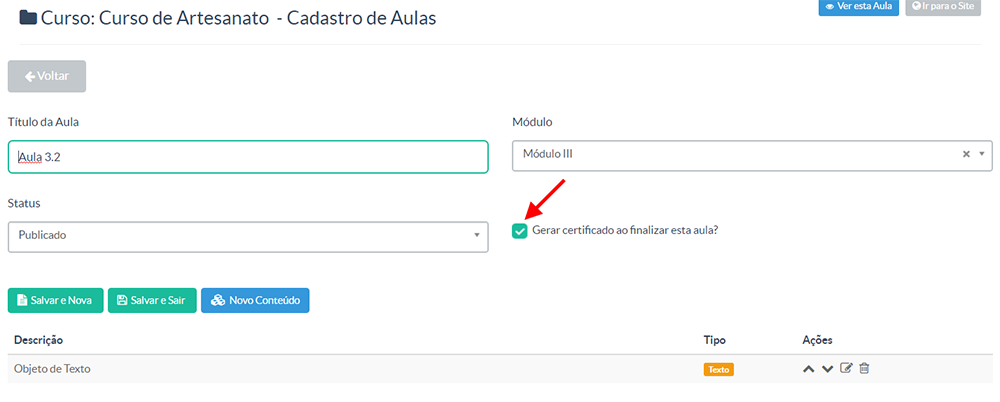 Curso: Curso de Artesanato - Cadastro de Aulas
Ver esta Aula
Ir para o Site
Voltar
Título da Aula
Módulo
Aula 3.2
Módulo III
Status
Publicado
Gerar certificado ao finalizar esta aula?
Salvar e Nova
Salvar e Sair
Novo Conteúdo
Descrição Tipo Ações
Objeto de Texto Texto